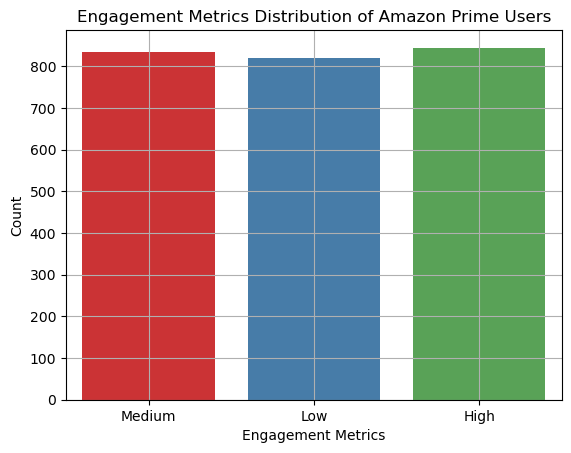 Engagement Metrics Distribution of Amazon Prime Users
Count
800
700
600
500
400
300
200
100
0
Medium Low High
Engagement Metrics